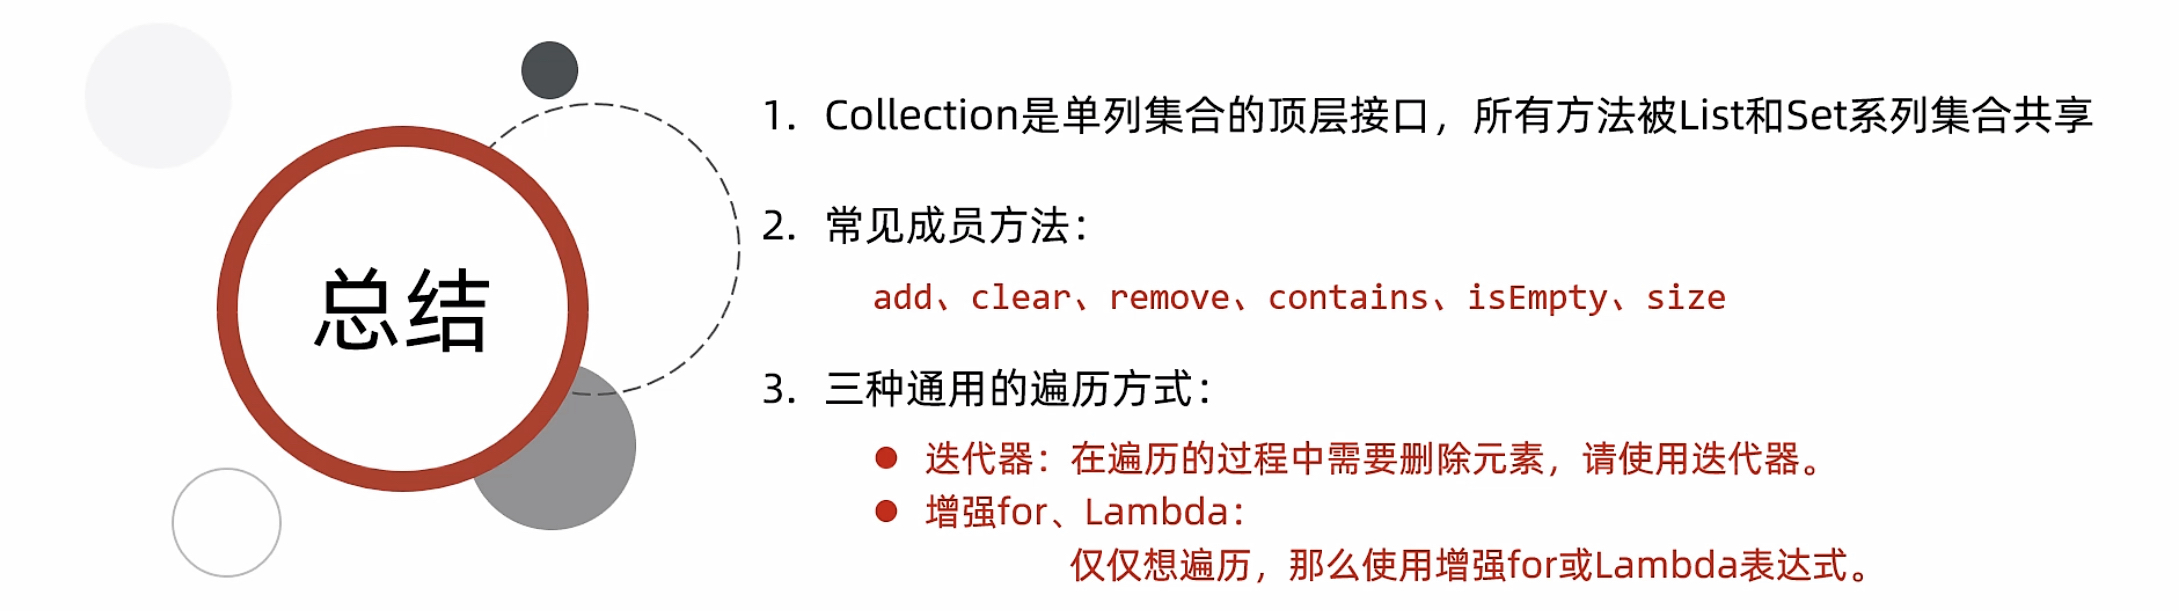 总结
1. Collection是单列集合的顶层接口，所有方法被List和Set系列集合共享
2. 常见成员方法：
add、clear、remove、contains、isEmpty、size
3. 三种通用的遍历方式：
● 迭代器：在遍历的过程中需要删除元素，请使用迭代器。
● 增强for、Lambda：
仅仅想遍历，那么使用增强for或Lambda表达式。